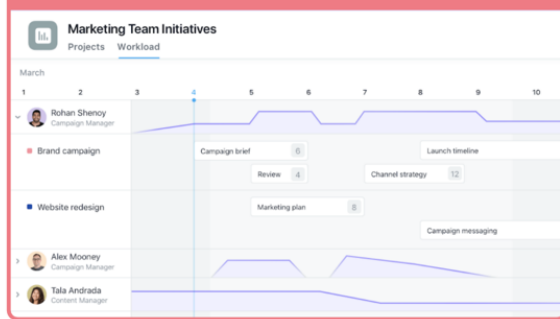 Marketing Team Initiatives
Projects Workload
March
1 2 3 4 5 6 7 8 9 10
Rohan Shenoy
Campaign Manager
Brand campaign
Campaign brief 6
Launch timeline
Review 4
Channel strategy 12
Website redesign
Marketing plan 8
Campaign messaging
Alex Mooney
Campaign Manager
Tala Andrada
Content Manager